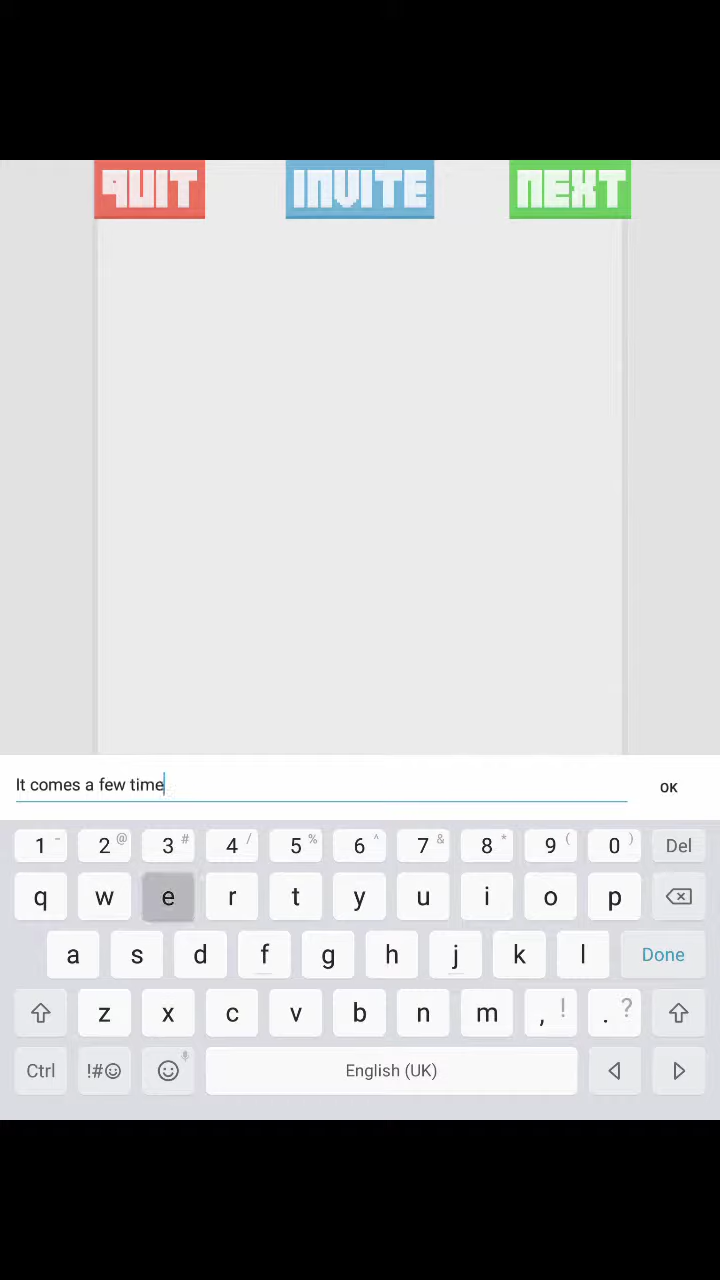 QUIT INVITE NEXT
It comes a few time OK
1 - 2 @ 3 # 4 / 5 % 6 ^ 7 & 8 * 9 ( 0 ) Del
q w e r t y u i o p
a s d f g h j k l Done
z x c v b n m , ! . ?
Ctrl !#☺ English (UK)